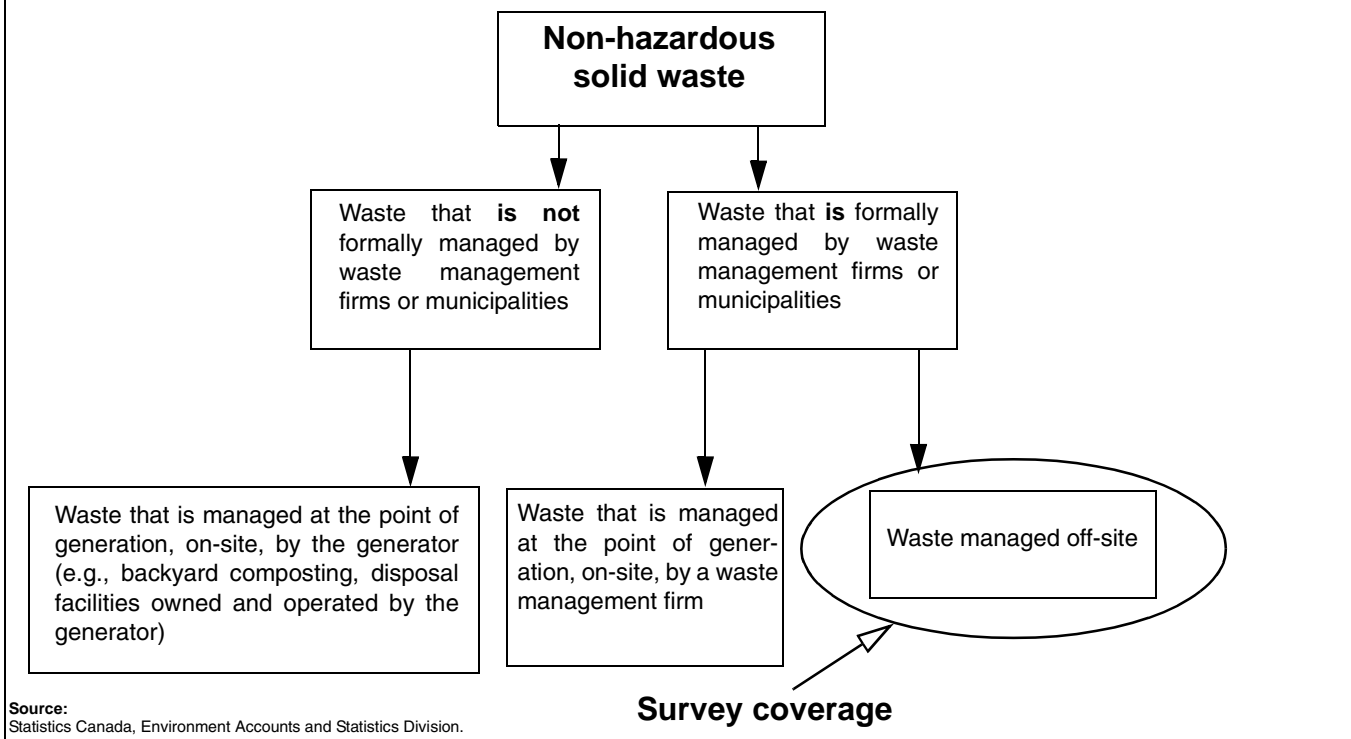 Non-hazardous
solid waste
Waste that is not
formally managed by
waste management
firms or municipalities
Waste that is formally
managed by waste
management firms or
municipalities
Waste that is managed at the point of
generation, on-site, by the generator
(e.g., backyard composting, disposal
facilities owned and operated by the
generator)
Waste that is managed
at the point of gener-
ation, on-site, by a waste
management firm
Waste managed off-site
Survey coverage
Source:
Statistics Canada, Environment Accounts and Statistics Division.